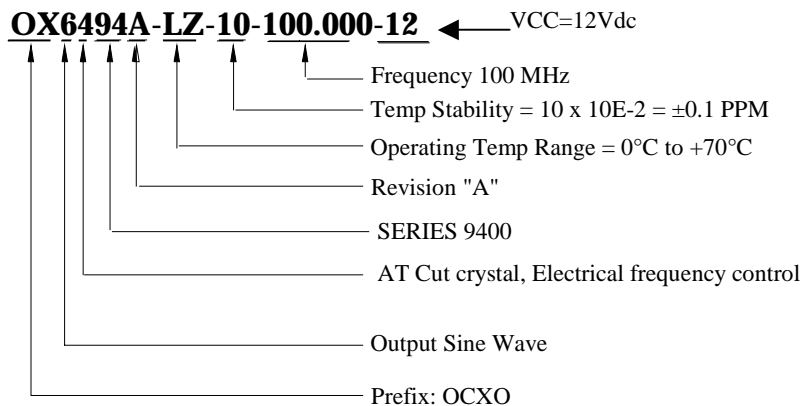 OX6494A-LZ-10-100.000-12
VCC=12Vdc
Frequency 100 MHz
Temp Stability = 10 x 10E-2 = ±0.1 PPM
Operating Temp Range = 0°C to +70°C
Revision "A"
SERIES 9400
AT Cut crystal, Electrical frequency control
Output Sine Wave
Prefix: OCXO